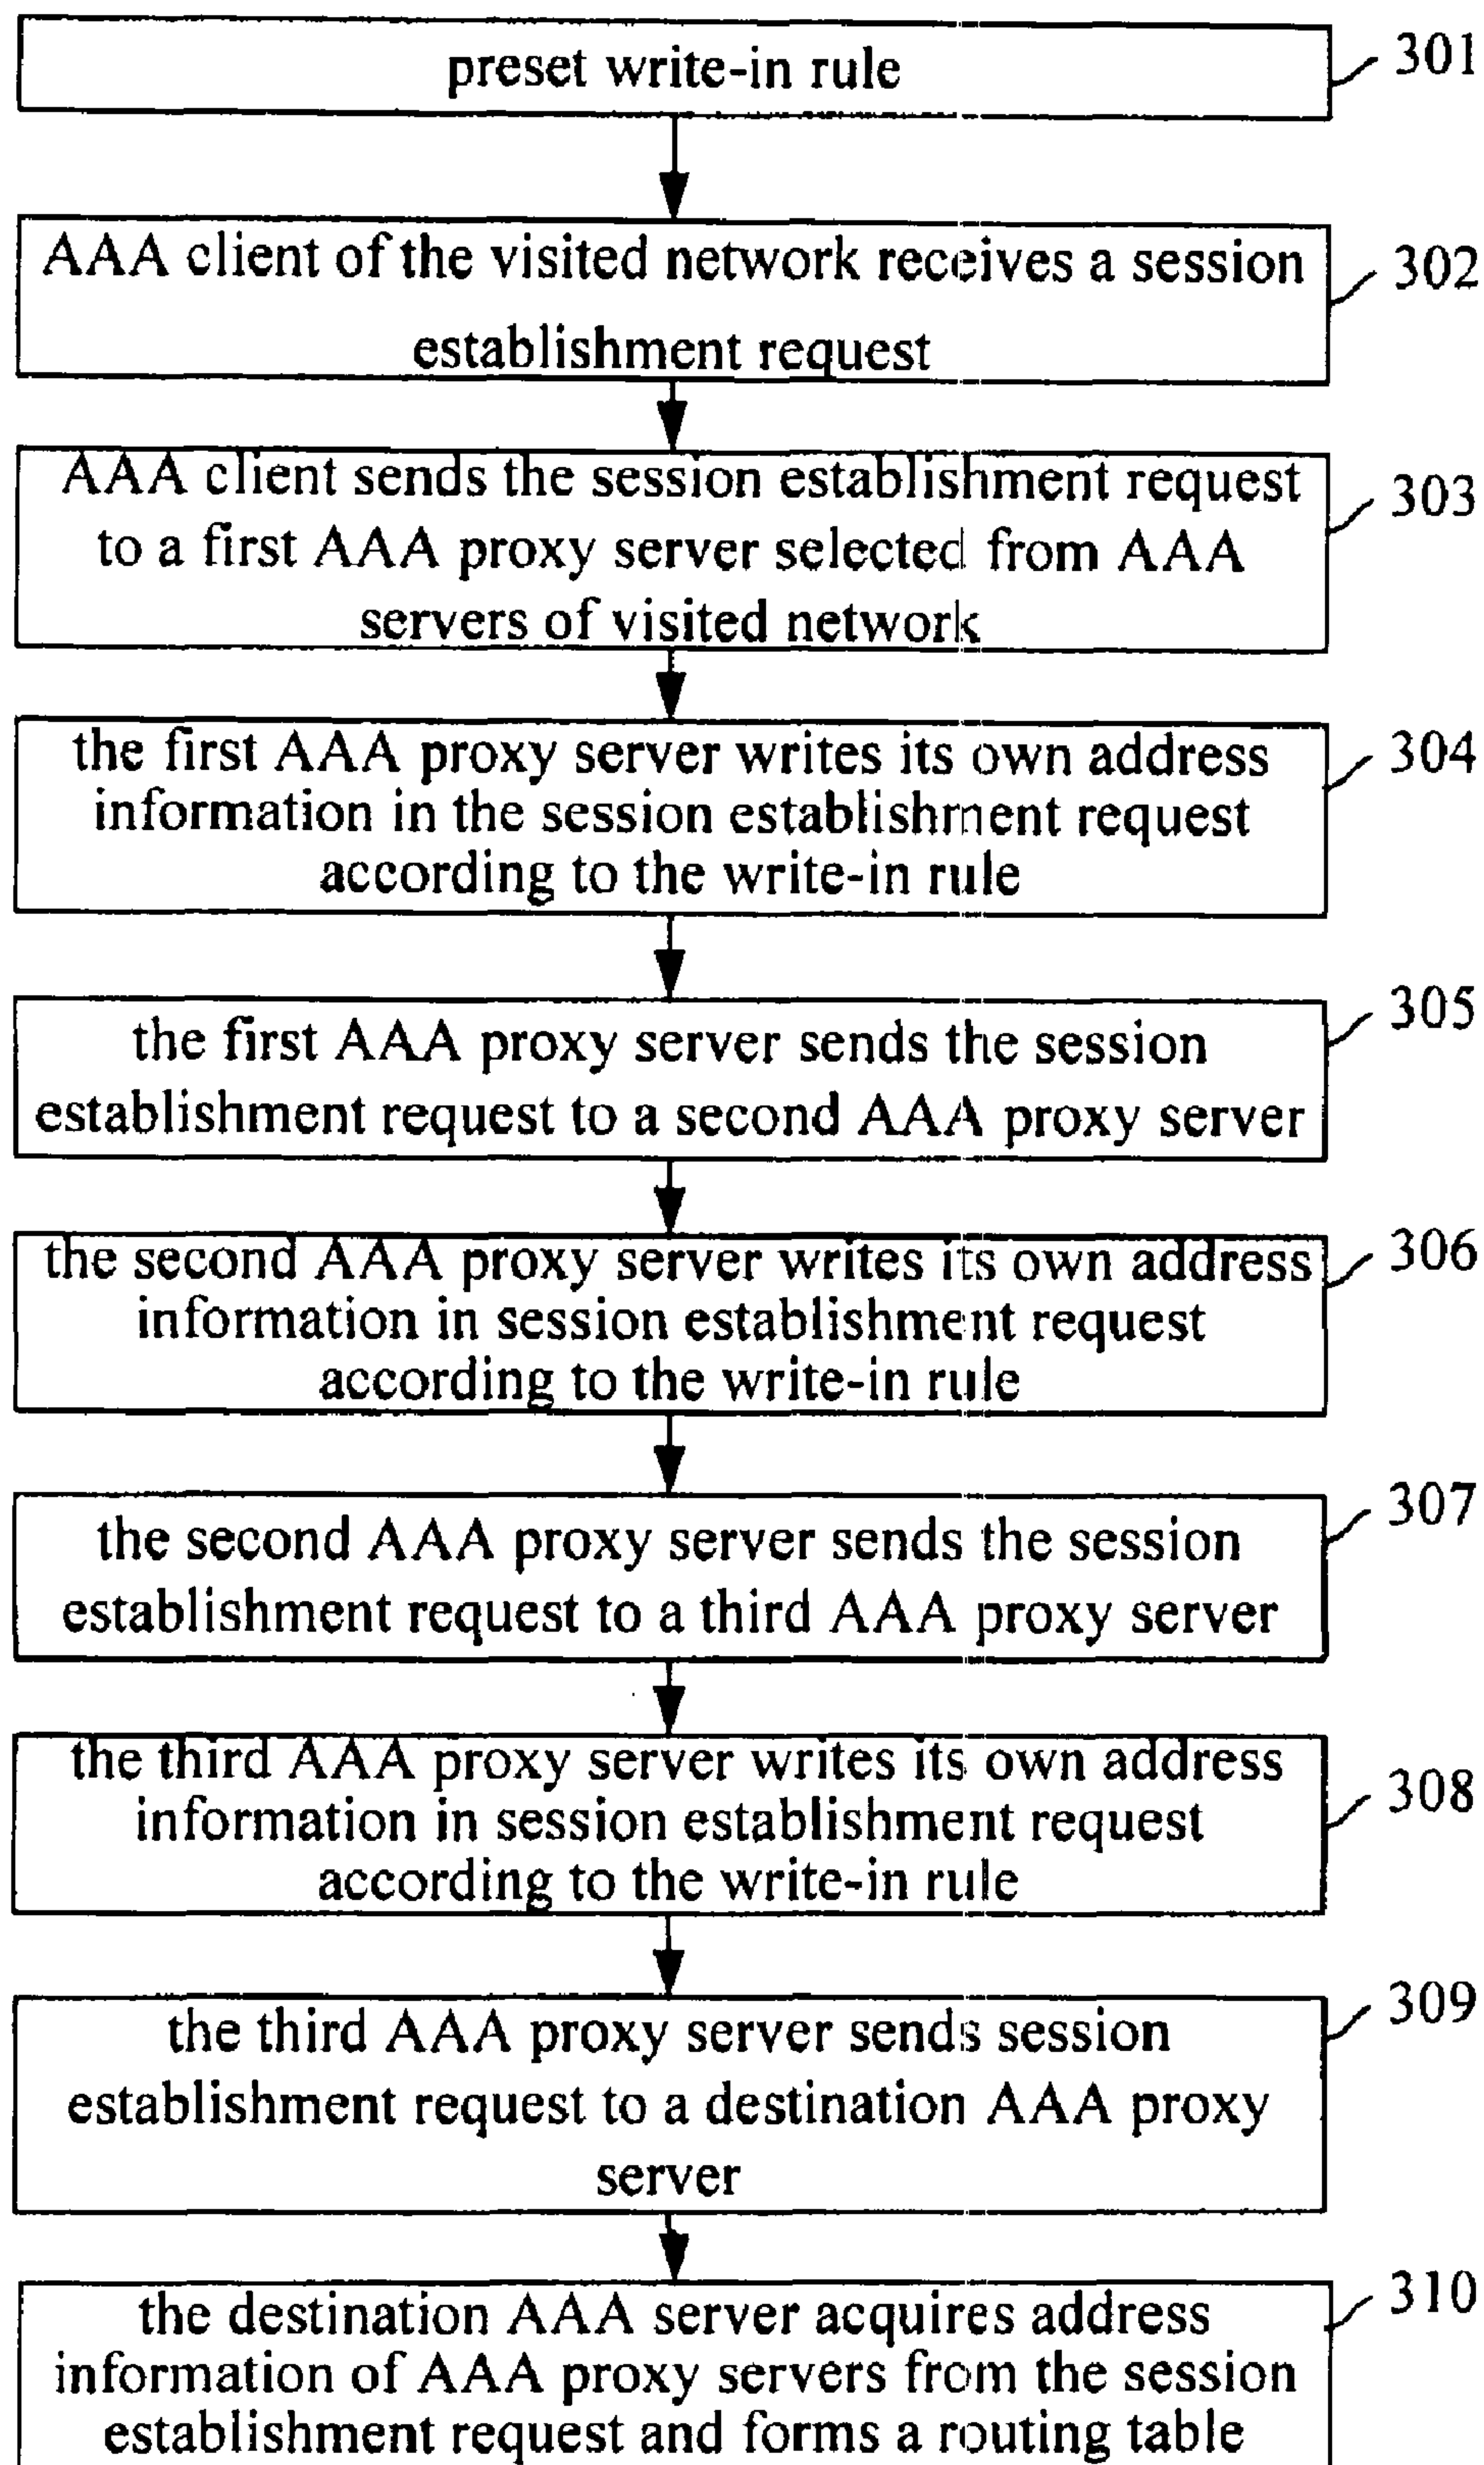 preset write-in rule
301
AAA client of the visited network receives a session
establishment request
302
AAA client sends the session establishment request
to a first AAA proxy server selected from AAA
servers of visited network
303
the first AAA proxy server writes its own address
information in the session establishment request
according to the write-in rule
304
the first AAA proxy server sends the session
establishment request to a second AAA proxy server
305
the second AAA proxy server writes its own address
information in session establishment request
according to the write-in rule
306
the second AAA proxy server sends the session
establishment request to a third AAA proxy server
307
the third AAA proxy server writes its own address
information in session establishment request
according to the write-in rule
308
the third AAA proxy server sends session
establishment request to a destination AAA proxy
server
309
the destination AAA server acquires address
information of AAA proxy servers from the session
establishment request and forms a routing table
310